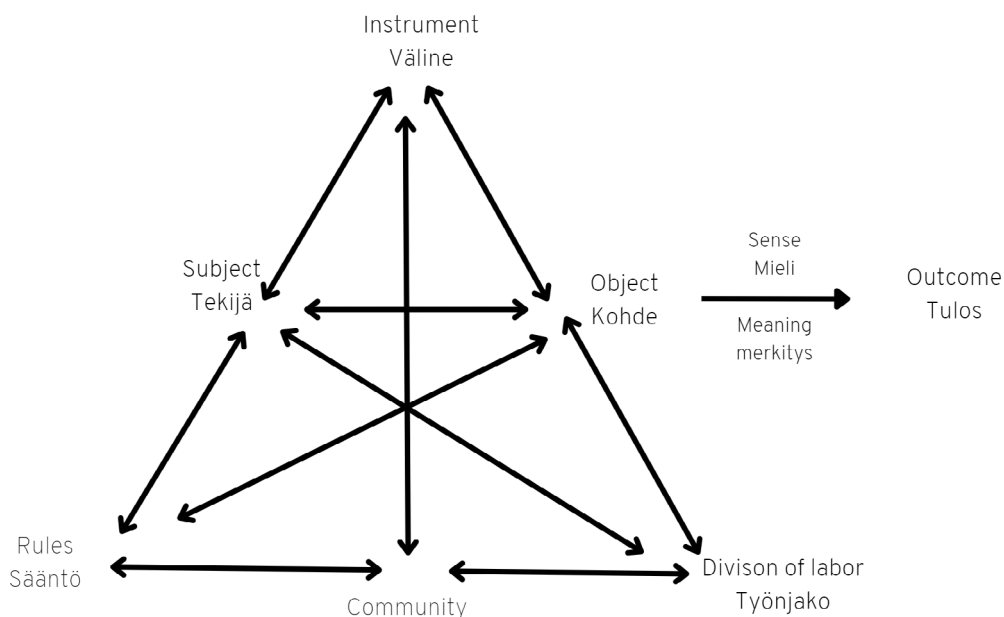 Instrument
Väline
Subject
Tekijä
Object
Kohde
Sense
Mieli
Meaning
merkitys
Outcome
Tulos
Rules
Sääntö
Community
Divison of labor
Työnjako